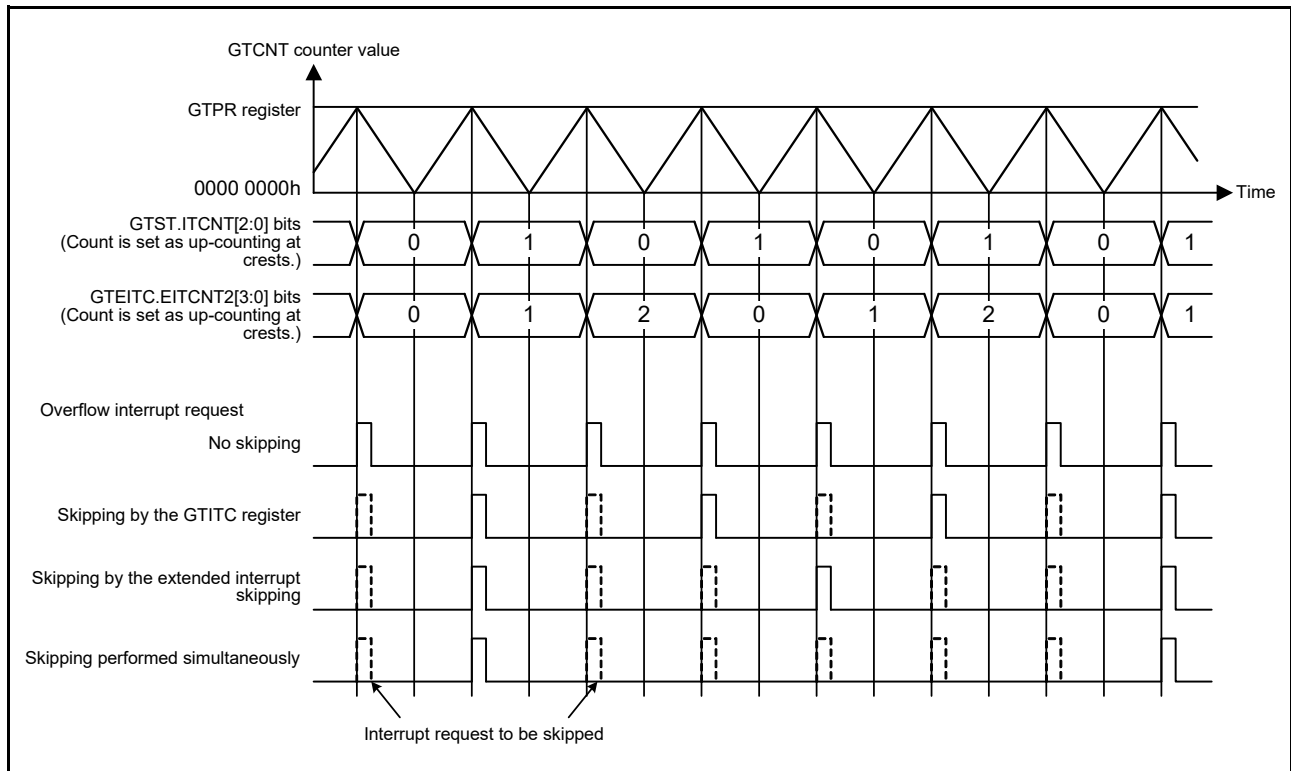 GTCNT counter value
GTPR register
0000 0000h
Time
GTST.ITCNT[2:0] bits
(Count is set as up-counting at
crests.)
0 1 0 1 0 1 0 1
GTEITC.EITCNT2[3:0] bits
(Count is set as up-counting at
crests.)
0 1 2 0 1 2 0 1
Overflow interrupt request
No skipping
Skipping by the GTITC register
Skipping by the extended interrupt
skipping
Skipping performed simultaneously
Interrupt request to be skipped